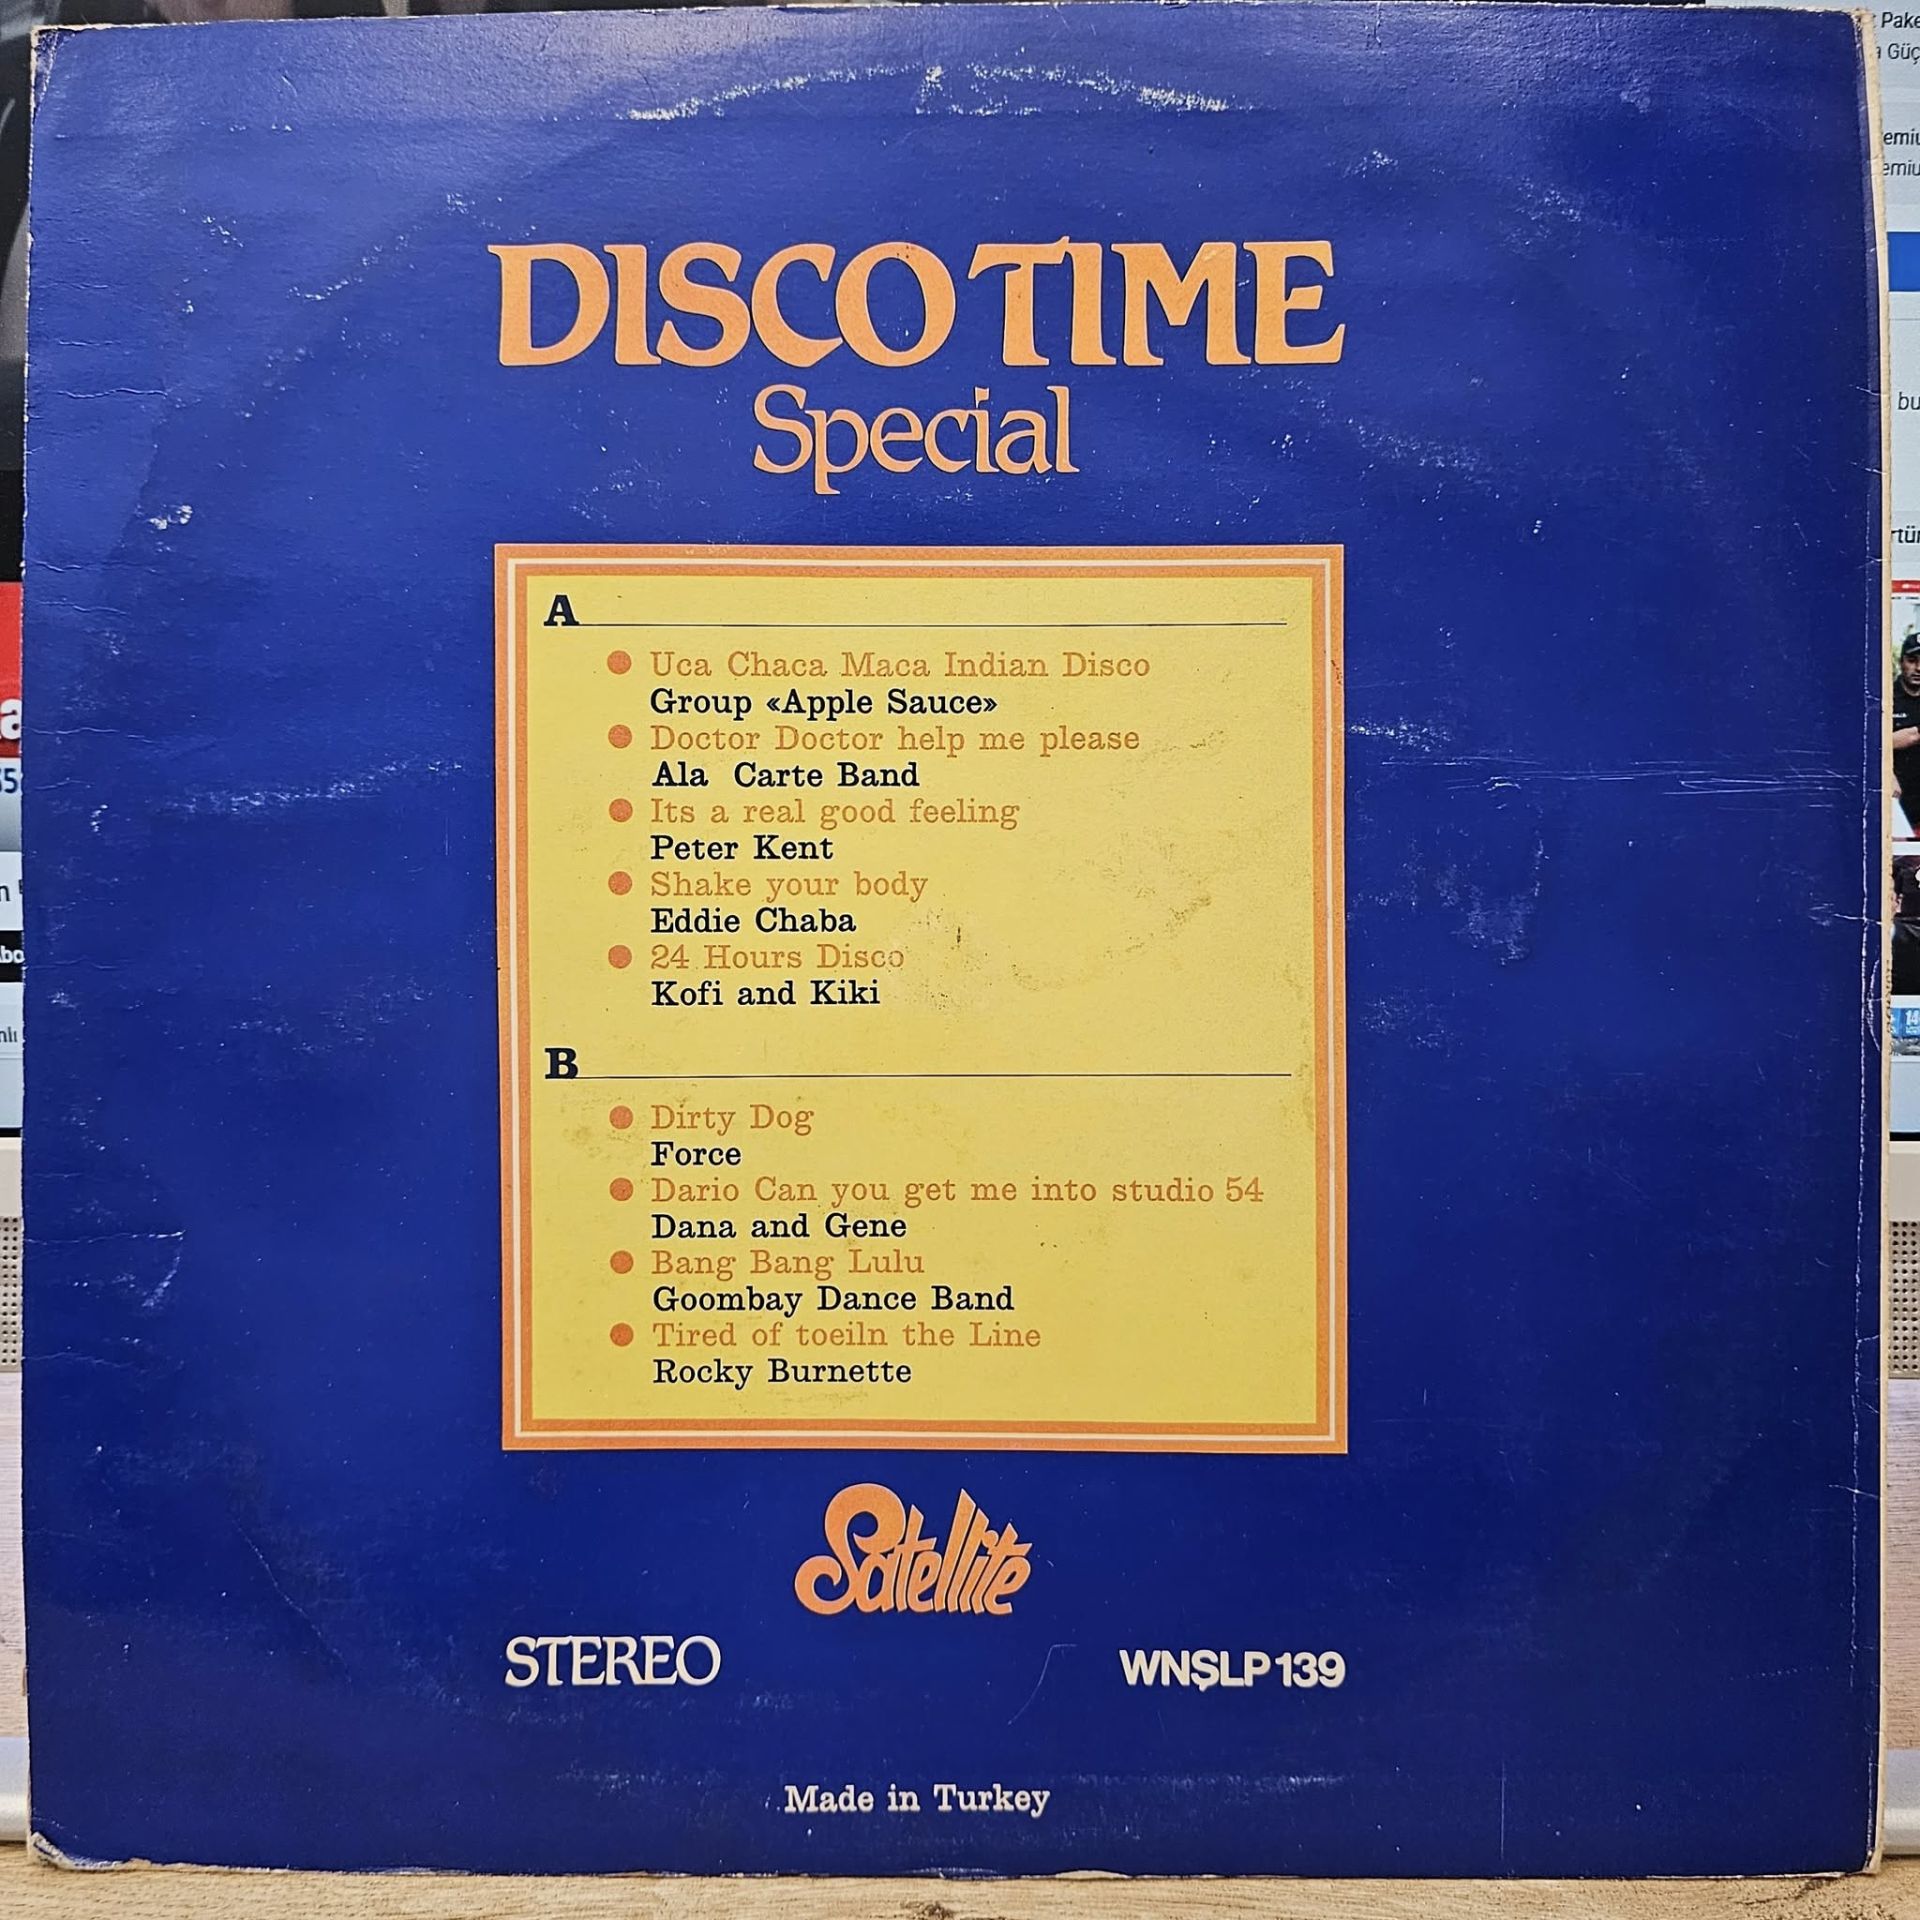 DISCO TIME
Special
A
Uca Chaca Maca Indian Disco
Group «Apple Sauce»
Doctor Doctor help me please
Ala Carte Band
Its a real good feeling
Peter Kent
Shake your body
Eddie Chaba
24 Hours Disco
Kofi and Kiki
B
Dirty Dog
Force
Dario Can you get me into studio 54
Dana and Gene
Bang Bang Lulu
Goombay Dance Band
Tired of toeiln the Line
Rocky Burnette
Satellite
STEREO
WNŞLP 139
Made in Turkey